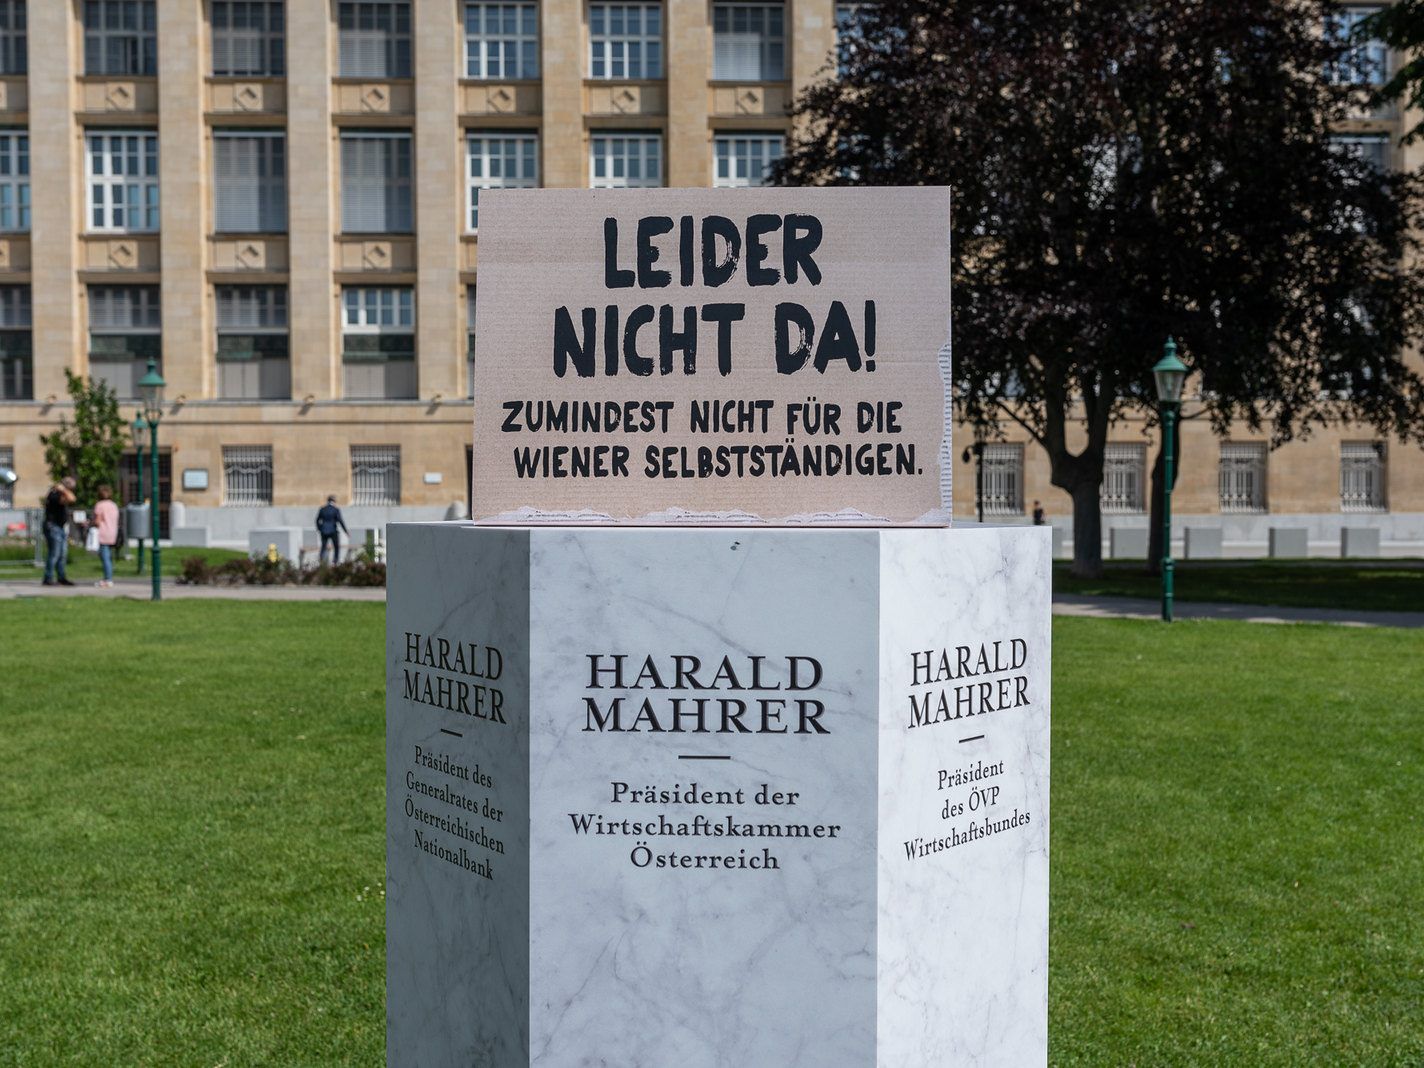 LEIDER
NICHT DA!
ZUMINDEST NICHT FÜR DIE
WIENER SELBSTSTÄNDIGEN.
HARALD
MAHRER
Präsident des
Generalrates der
Österreichischen
Nationalbank
HARALD
MAHRER
Präsident der
Wirtschaftskammer
Österreich
HARALD
MAHRER
Präsident
des ÖVP
Wirtschaftsbundes